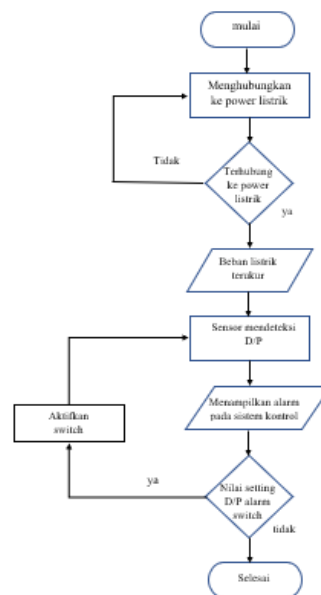 mulai
Menghubungkan
ke power listrik
Tidak
Terhubung
ke power
listrik
ya
Beban listrik
terukur
Sensor mendeteksi
D/P
Menampilkan alarm
pada sistem kontrol
Aktifkan
switch
ya
Nilai setting
D/P alarm
switch
tidak
Selesai